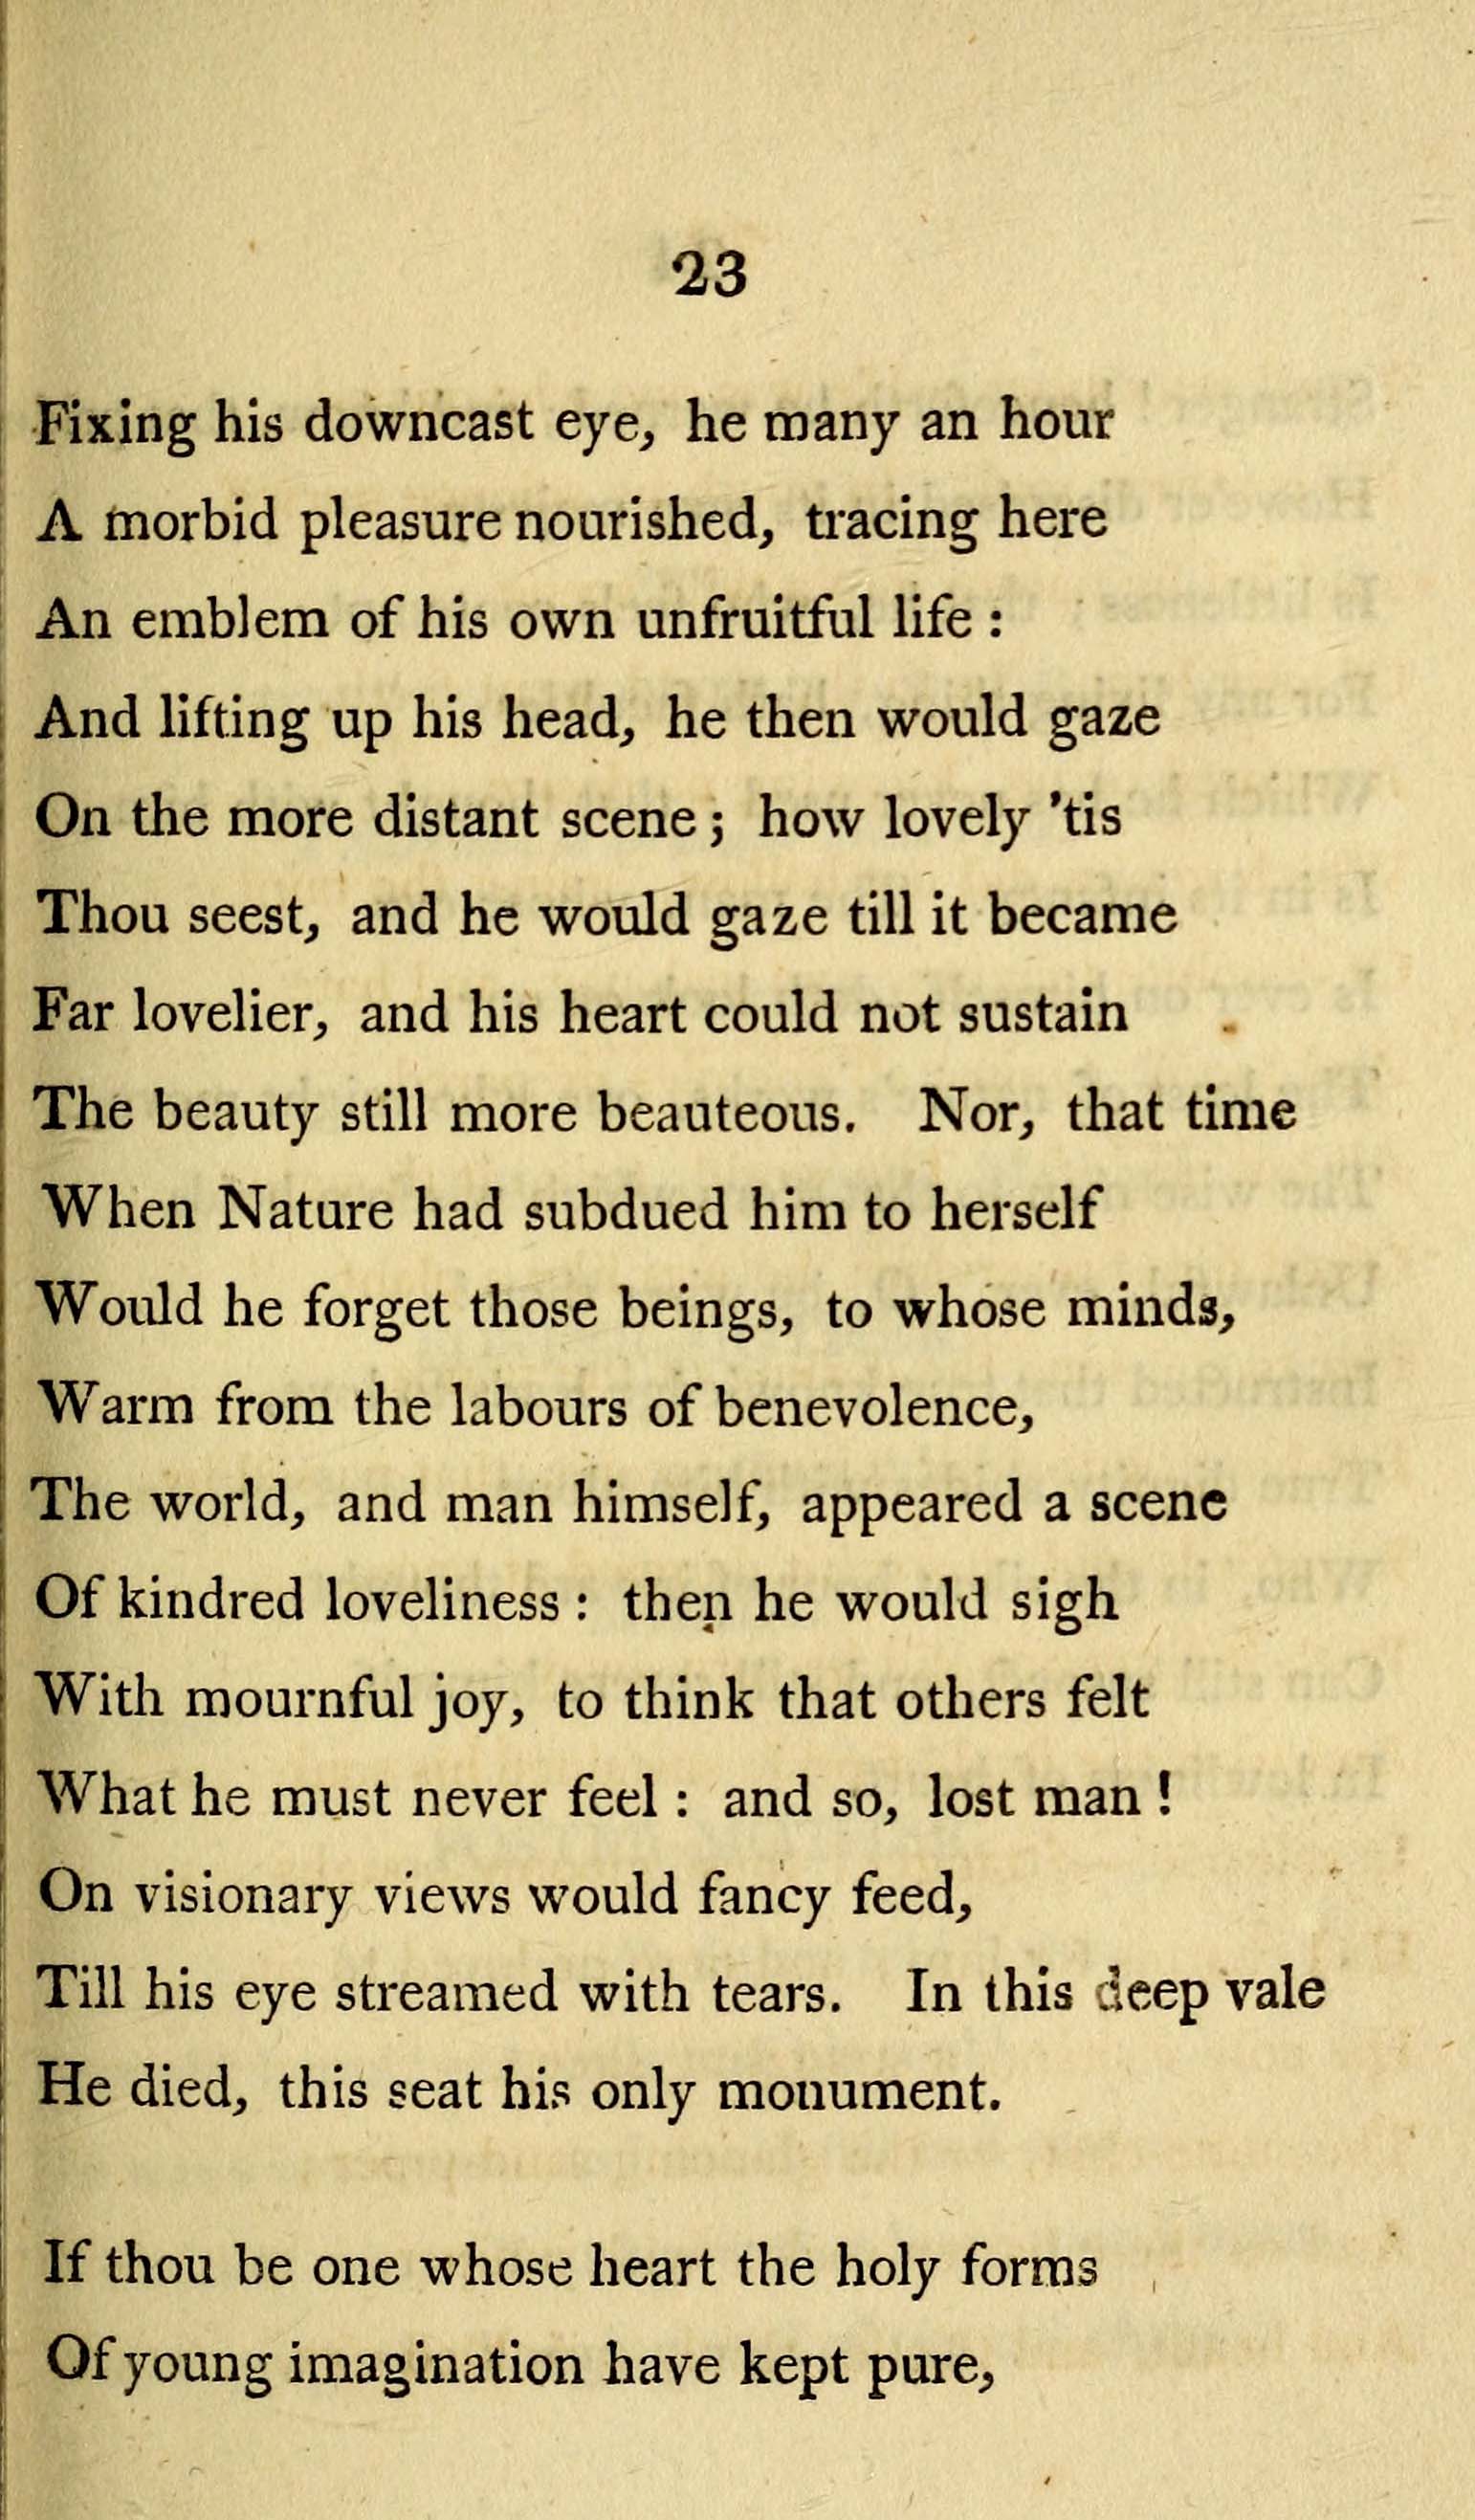 23
Fixing his downcast eye, he many an hour
A morbid pleasure nourished, tracing here
An emblem of his own unfruitful life :
And lifting up his head, he then would gaze
On the more distant scene ; how lovely 'tis
Thou seest, and he would gaze till it became
Far lovelier, and his heart could not sustain
The beauty still more beauteous. Nor, that time
When Nature had subdued him to herself
Would he forget those beings, to whose minds,
Warm from the labours of benevolence,
The world, and man himself, appeared a scene
Of kindred loveliness : then he would sigh
With mournful joy, to think that others felt
What he must never feel : and so, lost man !
On visionary views would fancy feed,
Till his eye streamed with tears. In this deep vale
He died, this seat his only monument.
If thou be one whose heart the holy forms
Of young imagination have kept pure,